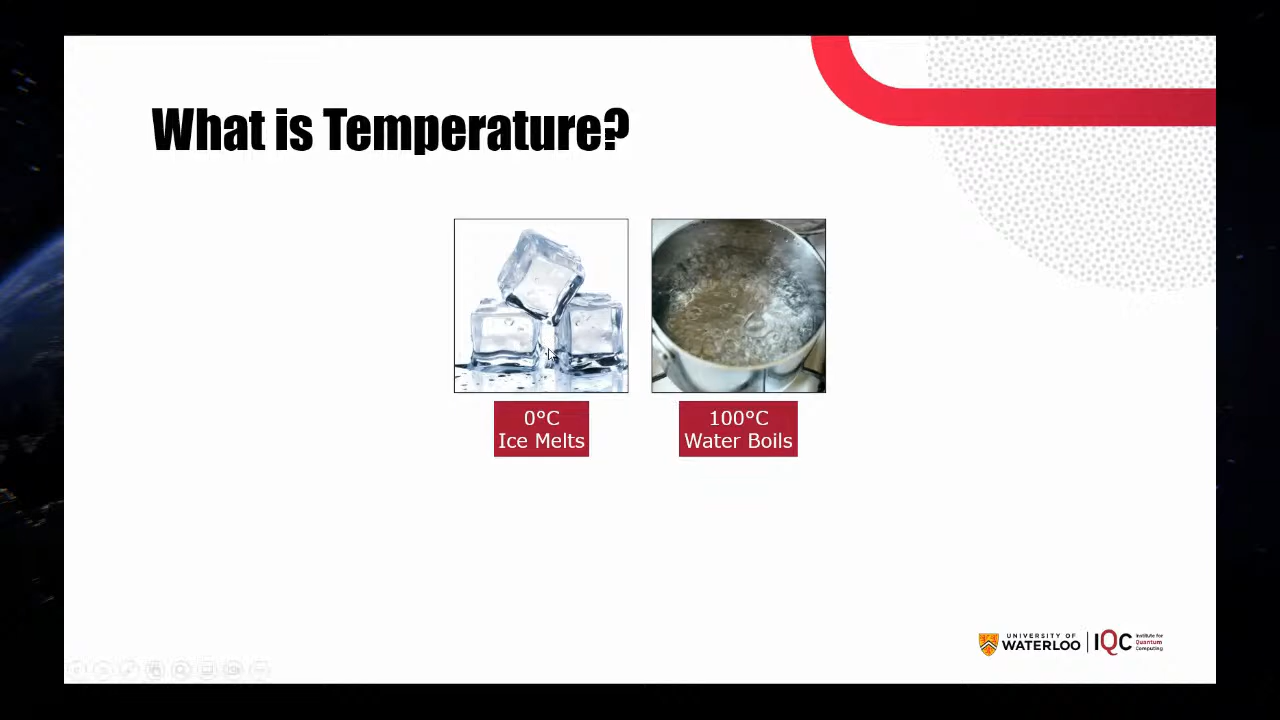 What is Temperature?
0°C
Ice Melts
100°C
Water Boils
UNIVERSITY OF
WATERLOO
IQC
Institute for
Quantum
Computing